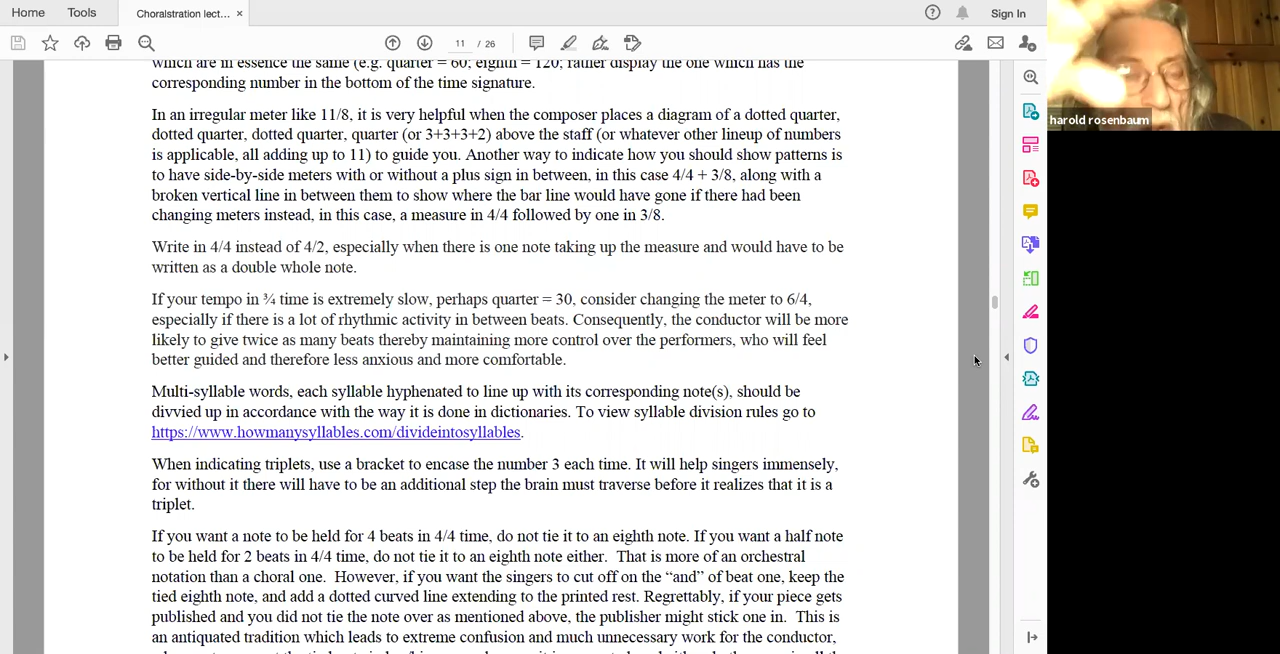 Home Tools Choralstration lect... × Sign In
11 / 26
which are in essence the same (e.g. quarter = 60; eighth = 120; rather display the one which has the
corresponding number in the bottom of the time signature.
In an irregular meter like 11/8, it is very helpful when the composer places a diagram of a dotted quarter,
dotted quarter, dotted quarter, quarter (or 3+3+3+2) above the staff (or whatever other lineup of numbers
is applicable, all adding up to 11) to guide you. Another way to indicate how you should show patterns is
to have side-by-side meters with or without a plus sign in between, in this case 4/4 + 3/8, along with a
broken vertical line in between them to show where the bar line would have gone if there had been
changing meters instead, in this case, a measure in 4/4 followed by one in 3/8.
Write in 4/4 instead of 4/2, especially when there is one note taking up the measure and would have to be
written as a double whole note.
If your tempo in ¾ time is extremely slow, perhaps quarter = 30, consider changing the meter to 6/4,
especially if there is a lot of rhythmic activity in between beats. Consequently, the conductor will be more
likely to give twice as many beats thereby maintaining more control over the performers, who will feel
better guided and therefore less anxious and more comfortable.
Multi-syllable words, each syllable hyphenated to line up with its corresponding note(s), should be
divvied up in accordance with the way it is done in dictionaries. To view syllable division rules go to
https://www.howmanysyllables.com/divideintosyllables.
When indicating triplets, use a bracket to encase the number 3 each time. It will help singers immensely,
for without it there will have to be an additional step the brain must traverse before it realizes that it is a
triplet.
If you want a note to be held for 4 beats in 4/4 time, do not tie it to an eighth note. If you want a half note
to be held for 2 beats in 4/4 time, do not tie it to an eighth note either. That is more of an orchestral
notation than a choral one. However, if you want the singers to cut off on the “and” of beat one, keep the
tied eighth note, and add a dotted curved line extending to the printed rest. Regrettably, if your piece gets
published and you did not tie the note over as mentioned above, the publisher might stick one in. This is
an antiquated tradition which leads to extreme confusion and much unnecessary work for the conductor,
harold rosenbaum